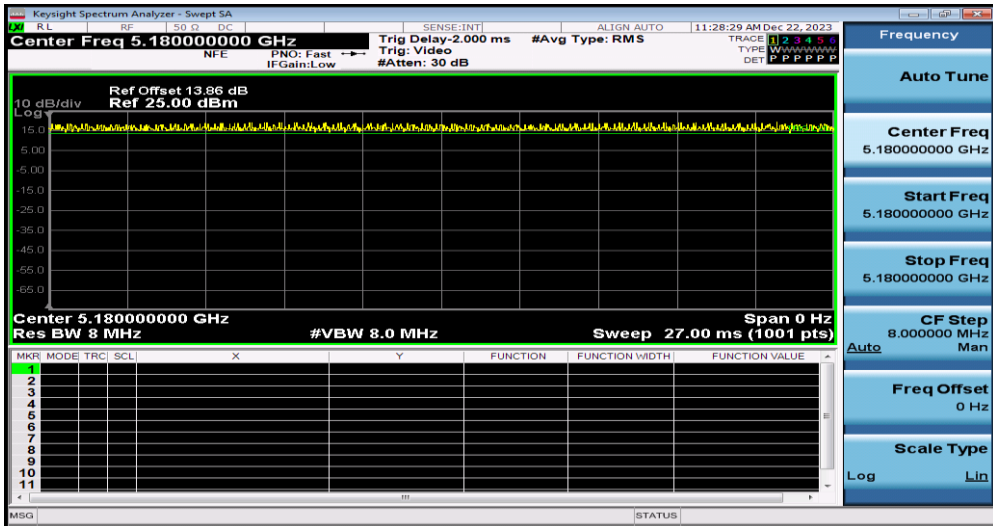 Keysight Spectrum Analyzer - Swept SA
LXI RL RF 50 Ω DC SENSE:INT ALIGN AUTO 11:28:29 AM Dec 22, 2023
Center Freq 5.180000000 GHz Trig Delay-2.000 ms #Avg Type: RMS TRACE 1 2 3 4 5 6
NFE PNO: Fast Trig: Video TYPE WWWWWW
IFGain:Low #Atten: 30 dB DET P P P P P P
Frequency
Auto Tune
Ref Offset 13.86 dB
10 dB/div Ref 25.00 dBm
Log
15.0
5.00
-5.00
-15.0
-25.0
-35.0
-45.0
-55.0
-65.0
Center Freq
5.180000000 GHz
Start Freq
5.180000000 GHz
Stop Freq
5.180000000 GHz
Center 5.180000000 GHz Span 0 Hz
Res BW 8 MHz #VBW 8.0 MHz Sweep 27.00 ms (1001 pts)
CF Step
8.000000 MHz
Auto Man
MKR MODE TRC SCL X Y FUNCTION FUNCTION WIDTH FUNCTION VALUE
1
2
3
4
5
6
7
8
9
10
11
Freq Offset
0 Hz
Scale Type
Log Lin
MSG STATUS